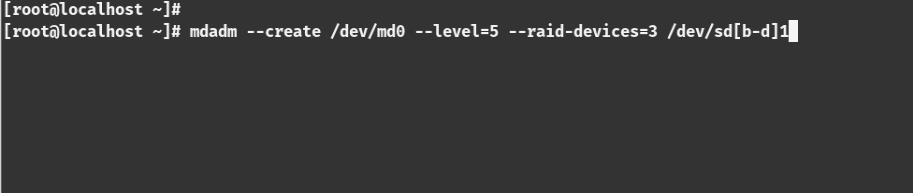 [root@localhost ~]#
[root@localhost ~]# mdadm --create /dev/md0 --level=5 --raid-devices=3 /dev/sd[b-d]1